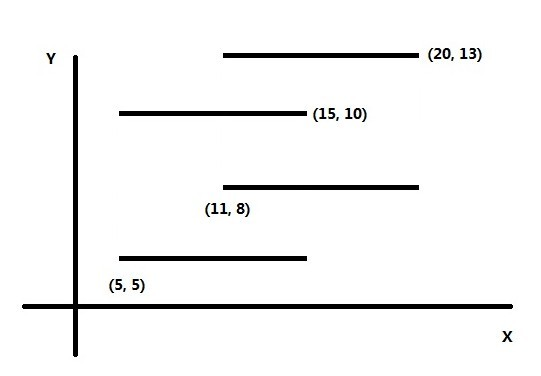 Y
(20, 13)
(15, 10)
(11, 8)
(5, 5)
X